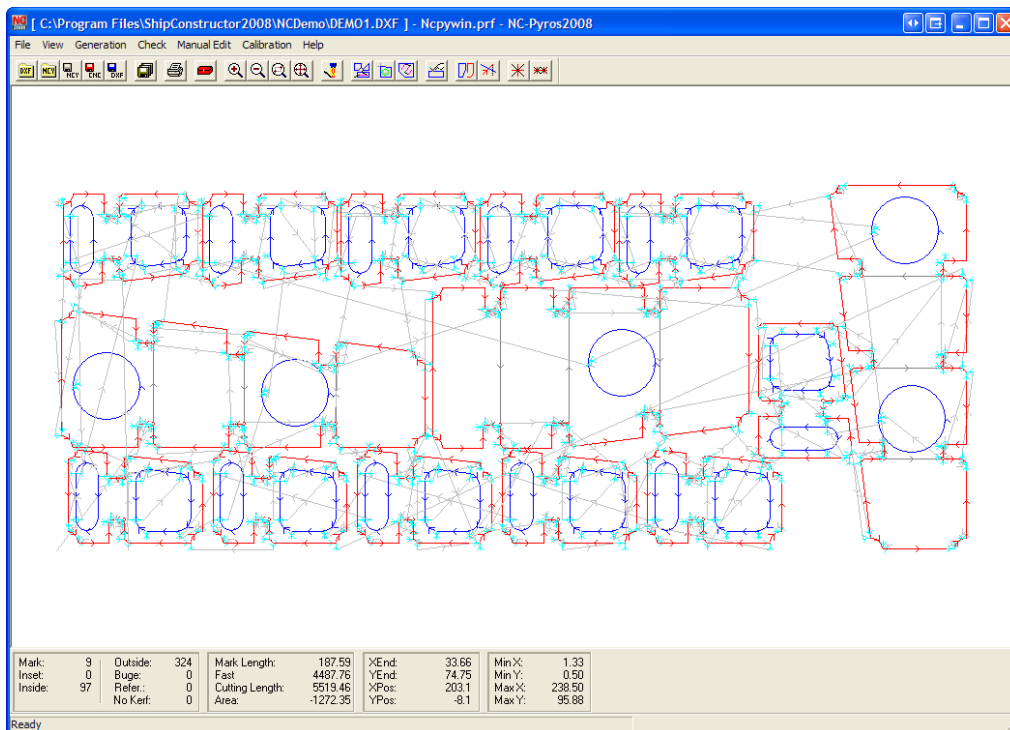 [ C:\Program Files\ShipConstructor2008\NCDemo\DEMO1.DXF ] - Ncpywin.prf - NC-Pyros2008
File View Generation Check Manual Edit Calibration Help
DXF NCY NCY CNC DXF
Mark: 9 Outside: 324 Mark Length: 187.59 XEnd: 33.66 Min X: 1.33
Inset: 0 Buge: 0 Fast 4487.76 YEnd: 74.75 Min Y: 0.50
Inside: 97 Refer.: 0 Cutting Length: 5519.46 XPos: 203.1 Max X: 238.50
No Kerf: 0 Area: -1272.35 YPos: -8.1 Max Y: 95.88
Ready